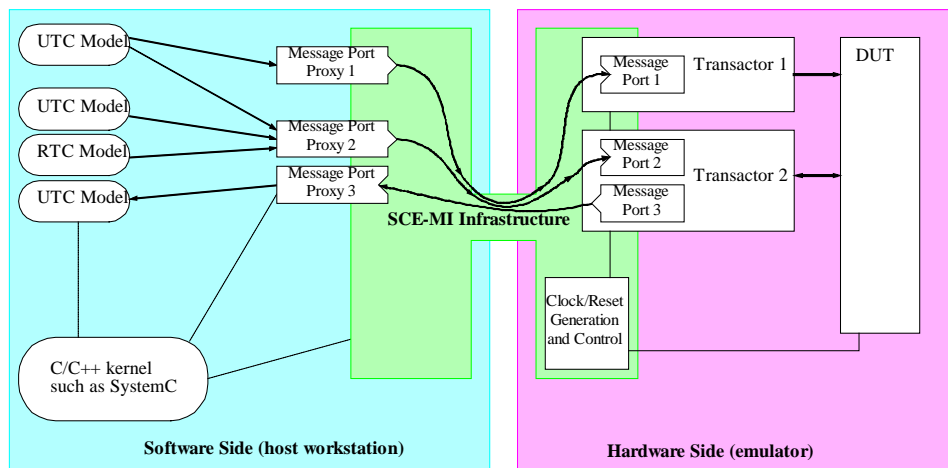 UTC Model
UTC Model
RTC Model
UTC Model
Message Port
Proxy 1
Message Port
Proxy 2
Message Port
Proxy 3
SCE-MI Infrastructure
Message
Port 1
Transactor 1
Message
Port 2
Message
Port 3
Transactor 2
DUT
Clock/Reset
Generation
and Control
C/C++ kernel
such as SystemC
Software Side (host workstation)
Hardware Side (emulator)